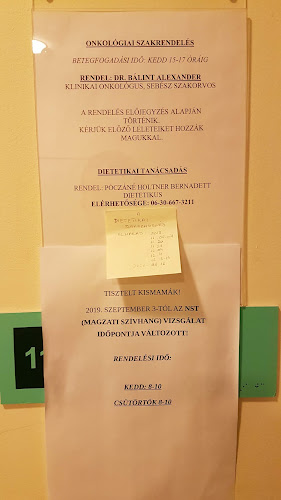 ONKOLÓGIAI SZAKRENDELÉS
BETEGFOGADÁSI IDŐ: KEDD 15-17 ÓRÁIG
RENDEL: DR. BÁLINT ALEXANDER
KLINIKAI ONKOLÓGUS, SEBÉSZ SZAKORVOS
A RENDELÉS ELŐJEGYZÉS ALAPJÁN
TÖRTÉNIK.
KÉRJÜK ELŐZŐ LELETEIKET HOZZÁK
MAGUKKAL.
DIETETIKAI TANÁCSADÁS
RENDEL: PÓCZÁNÉ HOLTNER BERNADETT
DIETETIKUS
ELÉRHETŐSÉGE: 06-30-667-3211
A
DIETETIKAI
TISZTELT KISMAMÁK!
2019. SZEPTEMBER 3-TÓL AZ NST
(MAGZATI SZÍVHANG) VIZSGÁLAT
IDŐPONTJA VÁLTOZOTT!
RENDELÉSI IDŐ:
KEDD: 8-10
CSÜTÖRTÖK 8-10